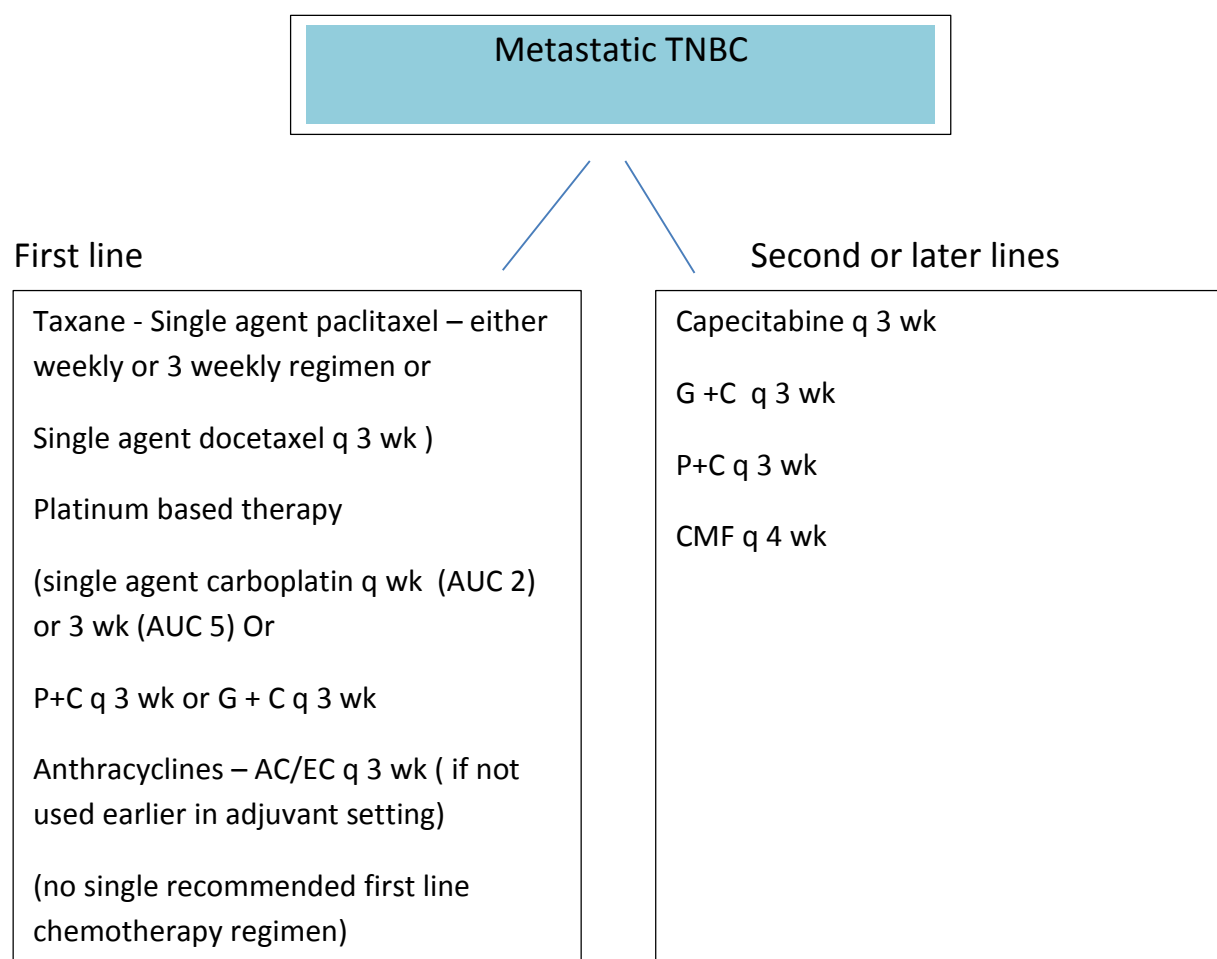 Metastatic TNBC
First line
Taxane - Single agent paclitaxel – either
weekly or 3 weekly regimen or
Single agent docetaxel q 3 wk )
Platinum based therapy
(single agent carboplatin q wk  (AUC 2)
or 3 wk (AUC 5) Or
P+C q 3 wk or G + C q 3 wk
Anthracyclines – AC/EC q 3 wk ( if not
used earlier in adjuvant setting)
(no single recommended first line
chemotherapy regimen)
Second or later lines
Capecitabine q 3 wk
G +C  q 3 wk
P+C q 3 wk
CMF q 4 wk